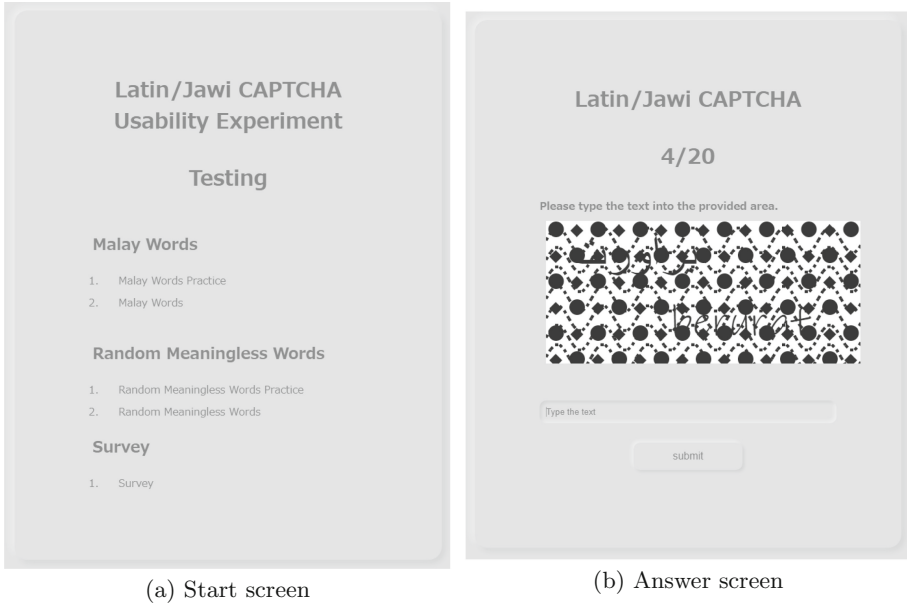 Latin/Jawi CAPTCHA
Usability Experiment
Testing
Malay Words
1. Malay Words Practice
2. Malay Words
Random Meaningless Words
1. Random Meaningless Words Practice
2. Random Meaningless Words
Survey
1. Survey
(a) Start screen
Latin/Jawi CAPTCHA
4/20
Please type the text into the provided area.
براورت
berurat
Type the text
submit
(b) Answer screen